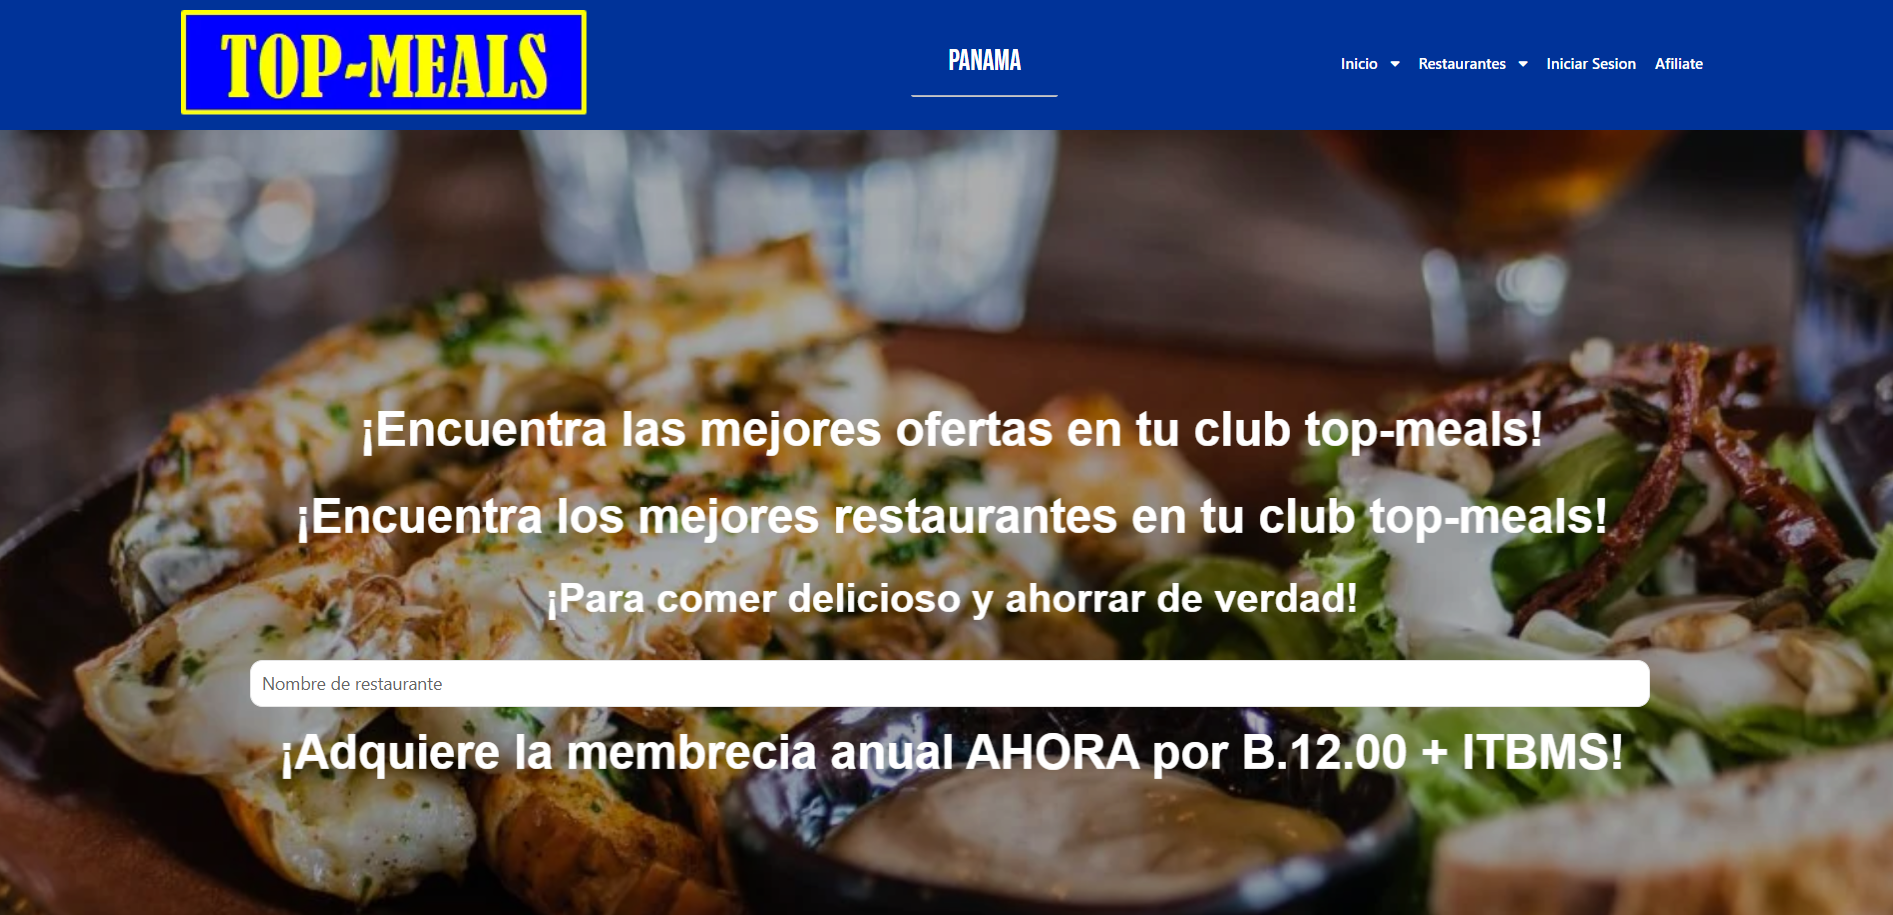 TOP-MEALS
PANAMA
Inicio Restaurantes Iniciar Sesion Afiliate
¡Encuentra las mejores ofertas en tu club top-meals!
¡Encuentra los mejores restaurantes en tu club top-meals!
¡Para comer delicioso y ahorrar de verdad!
Nombre de restaurante
¡Adquiere la membrecia anual AHORA por B.12.00 + ITBMS!